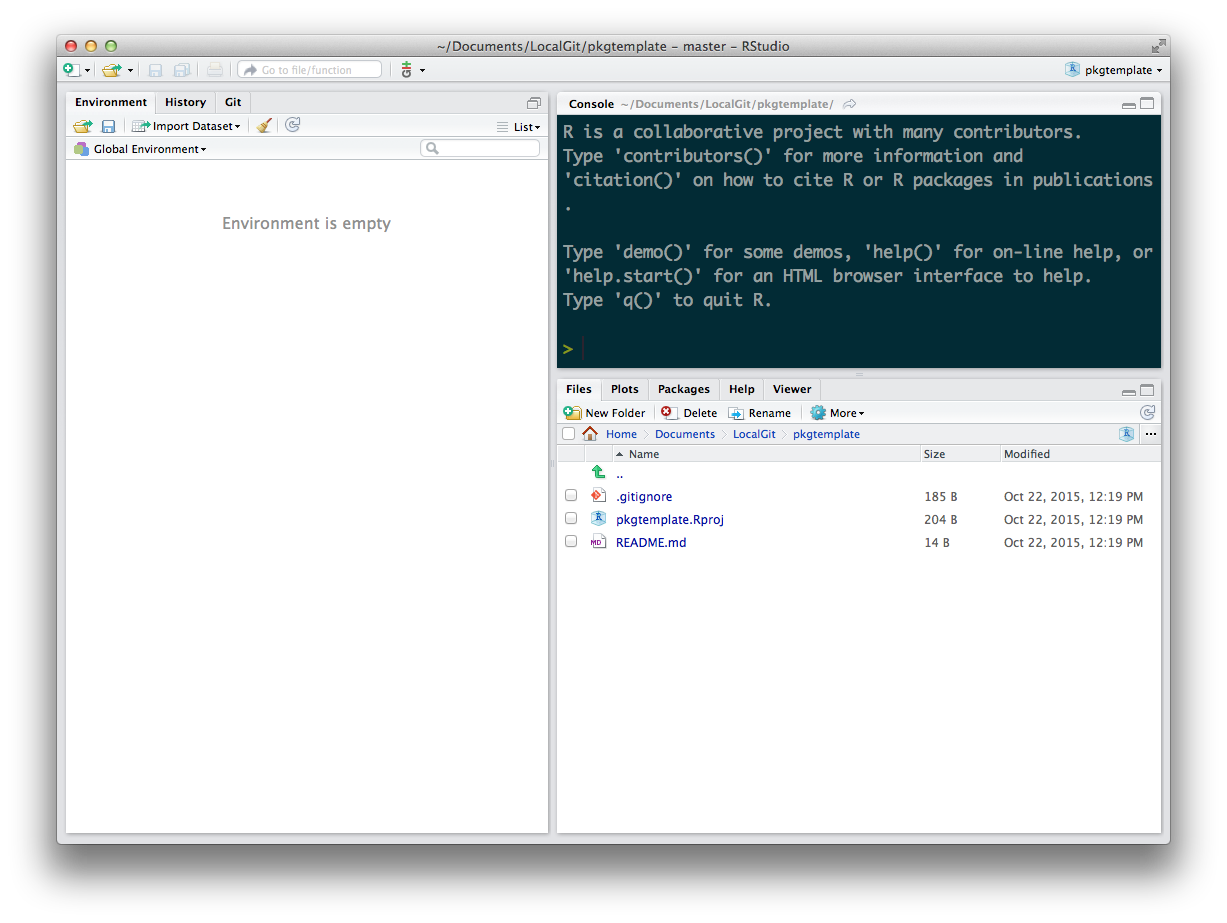 ~/Documents/LocalGit/pkgtemplate – master – RStudio
Go to file/function
pkgtemplate
Environment History Git
Import Dataset
List
Global Environment
Environment is empty
Console ~/Documents/LocalGit/pkgtemplate/
R is a collaborative project with many contributors.
Type 'contributors()' for more information and
'citation()' on how to cite R or R packages in publications
.
Type 'demo()' for some demos, 'help()' for on-line help, or
'help.start()' for an HTML browser interface to help.
Type 'q()' to quit R.
>
Files Plots Packages Help Viewer
New Folder Delete Rename More
Home Documents LocalGit pkgtemplate
Name Size Modified
..
.gitignore 185 B Oct 22, 2015, 12:19 PM
pkgtemplate.Rproj 204 B Oct 22, 2015, 12:19 PM
MD README.md 14 B Oct 22, 2015, 12:19 PM